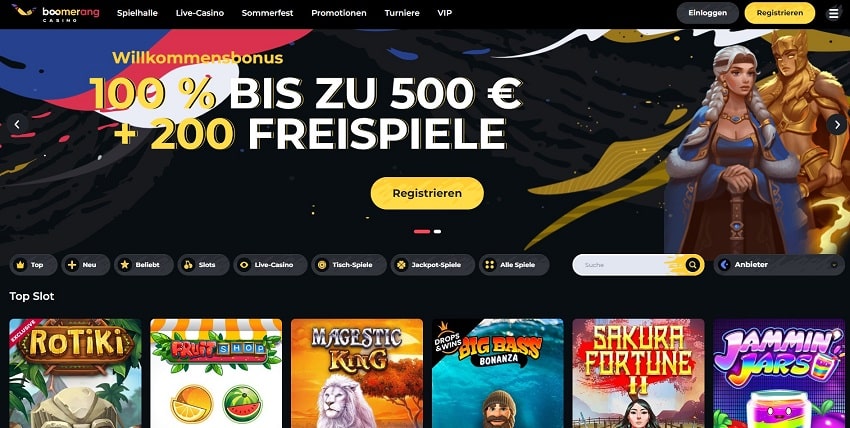 boomerang
CASINO
Spielhalle Live-Casino Sommerfest Promotionen Turniere VIP
Einloggen Registrieren
Willkommensbonus
100 % BIS ZU 500 €
+ 200 FREISPIELE
Registrieren
Top Neu Beliebt Slots Live-Casino Tisch-Spiele Jackpot-Spiele Alle Spiele
Suche
Anbieter
Top Slot
EXCLUSIVE
ROTIKI
FRUIT SHOP
MAGESTIC
KING
DROPS
&WINS
BIG BASS
BONANZA
SAKURA
FORTUNE
II
JAMMIN'
JARS